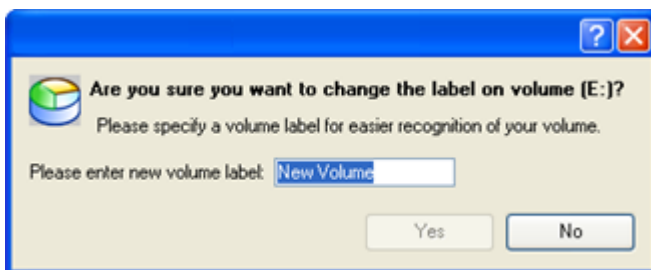 Are you sure you want to change the label on volume (E:)?
Please specify a volume label for easier recognition of your volume.
Please enter new volume label: New Volume
Yes No